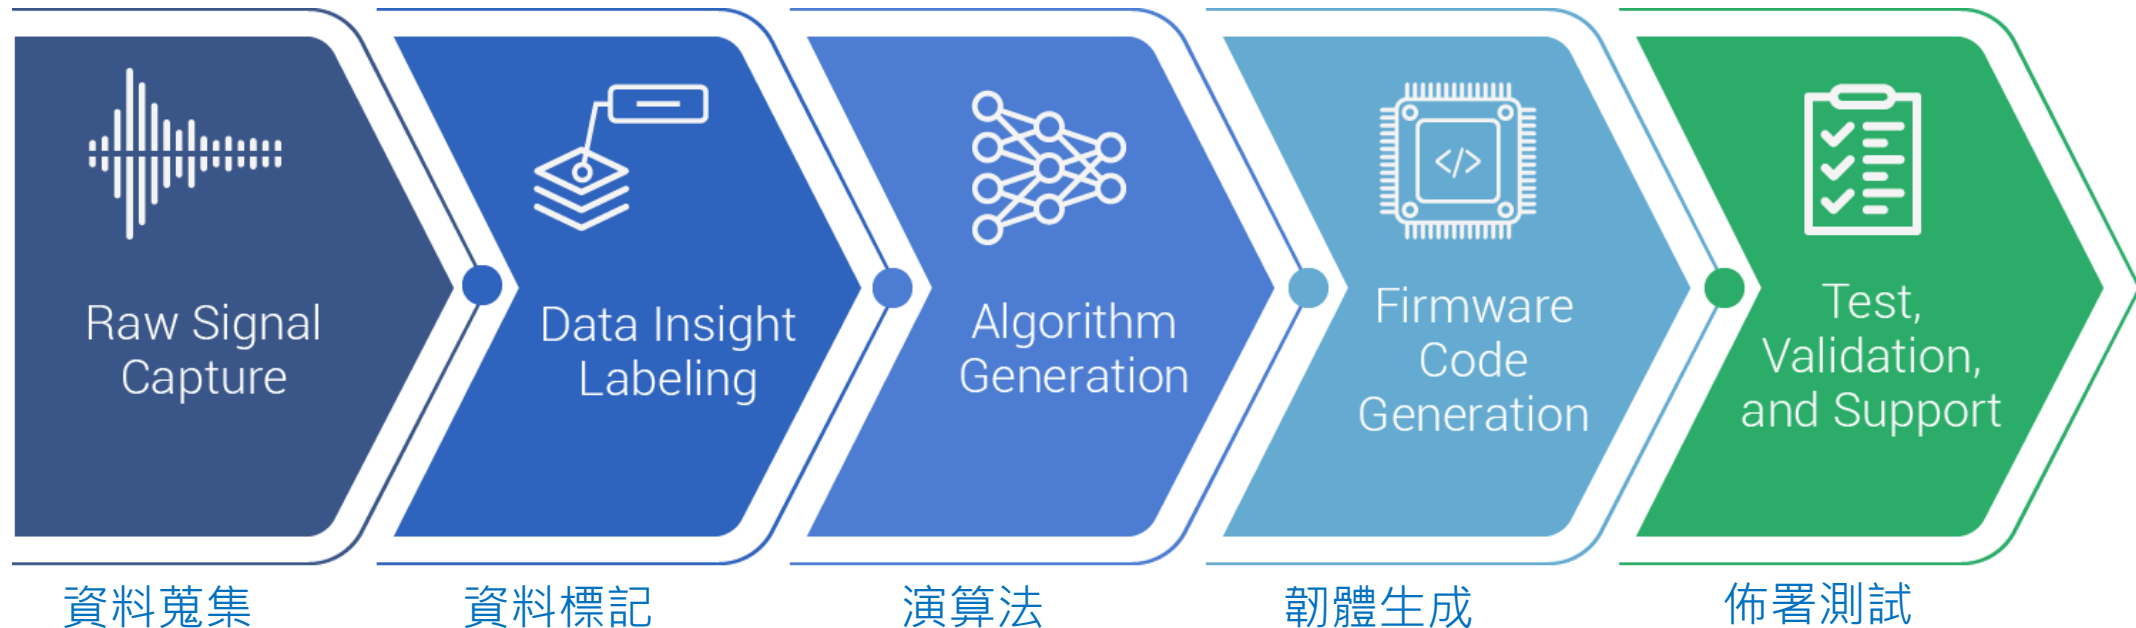 Raw Signal
Capture
Data Insight
Labeling
Algorithm
Generation
</>
Firmware
Code
Generation
Test,
Validation,
and Support
資料蒐集
資料標記
演算法
韌體生成
佈署測試